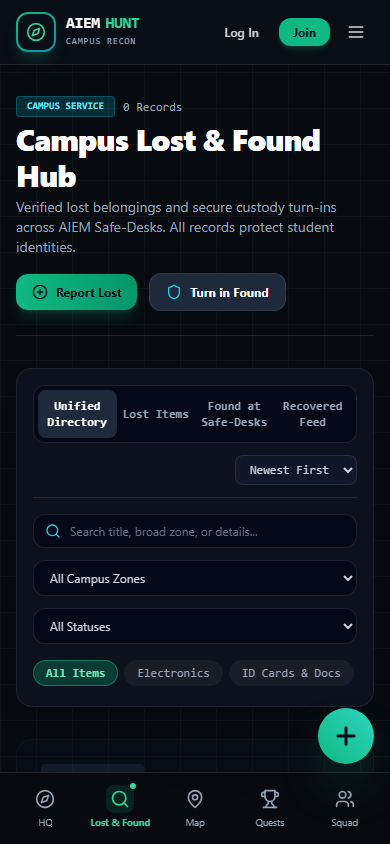 AIEM HUNT
CAMPUS RECON
Log In
Join
CAMPUS SERVICE
0 Records
Campus Lost & Found
Hub
Verified lost belongings and secure custody turn-ins
across AIEM Safe-Desks. All records protect student
identities.
Report Lost
Turn in Found
Unified
Directory
Lost Items
Found at
Safe-Desks
Recovered
Feed
Newest First
Search title, broad zone, or details...
All Campus Zones
All Statuses
All Items
Electronics
ID Cards & Docs
HQ
Lost & Found
Map
Quests
Squad